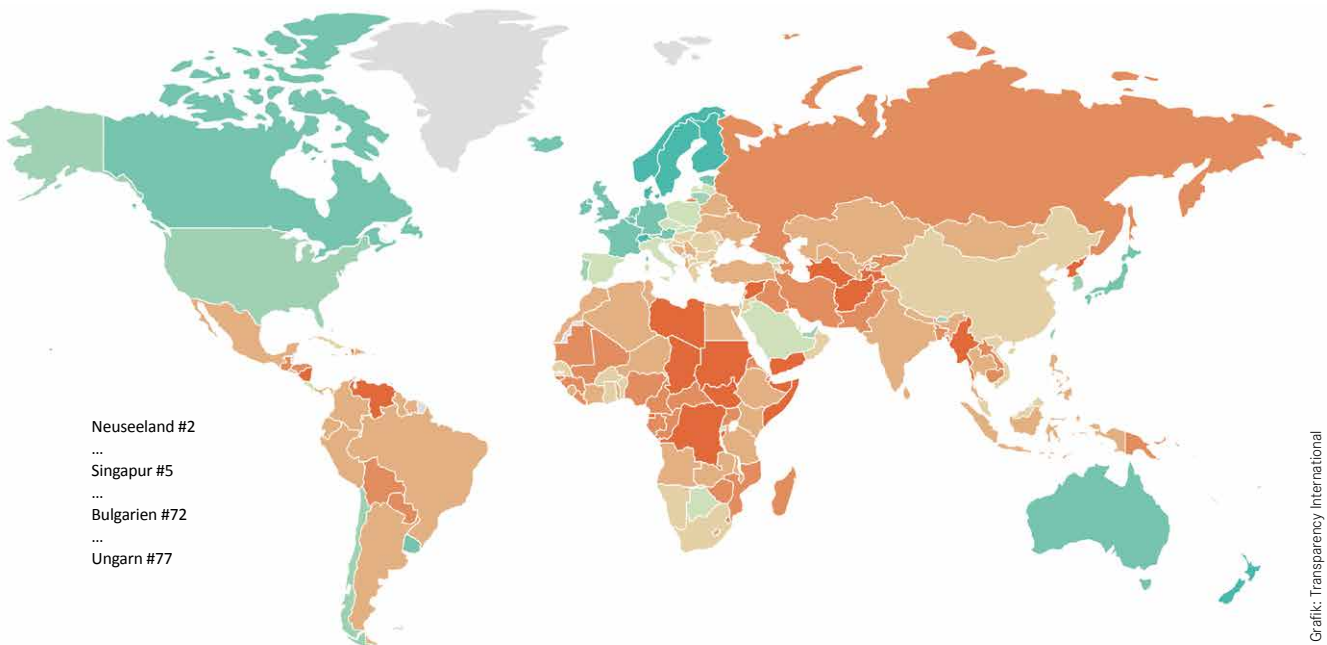 Neuseeland #2
...
Singapur #5
...
Bulgarien #72
...
Ungarn #77
Grafik: Transparency International